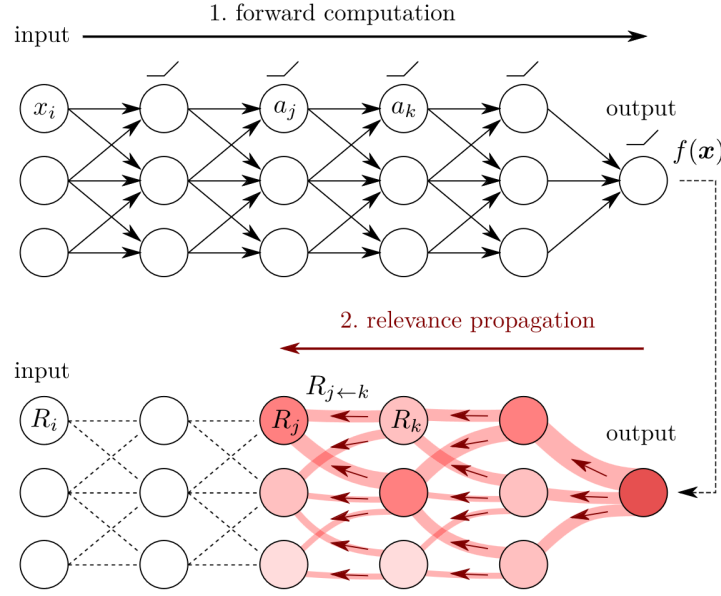 1. forward computation
input
x_i
a_j
a_k
output
f(x)
2. relevance propagation
input
R_{j←k}
R_i
R_j
R_k
output